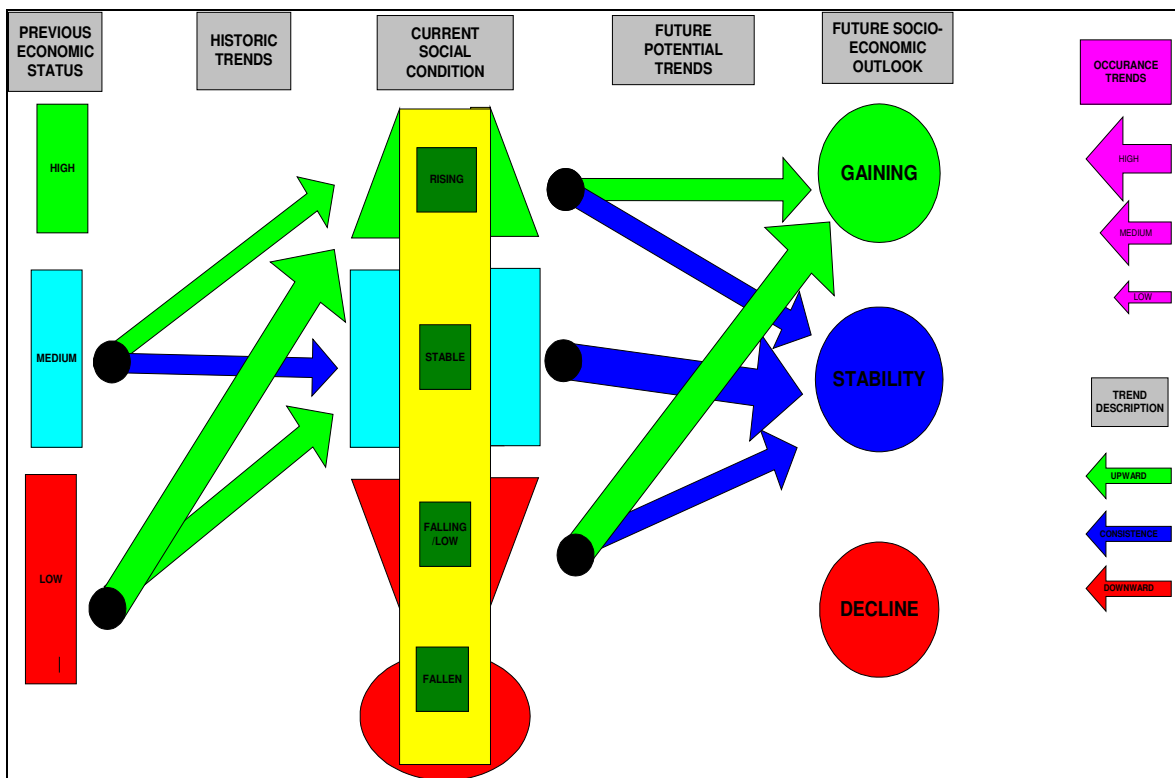 PREVIOUS
ECONOMIC
STATUS
HISTORIC
TRENDS
CURRENT
SOCIAL
CONDITION
FUTURE
POTENTIAL
TRENDS
FUTURE SOCIO-
ECONOMIC
OUTLOOK
OCCURANCE
TRENDS
HIGH
MEDIUM
LOW
RISING
STABLE
FALLING
/LOW
FALLEN
GAINING
STABILITY
DECLINE
HIGH
MEDIUM
LOW
TREND
DESCRIPTION
UPWARD
CONSISTENCE
DOWNWARD